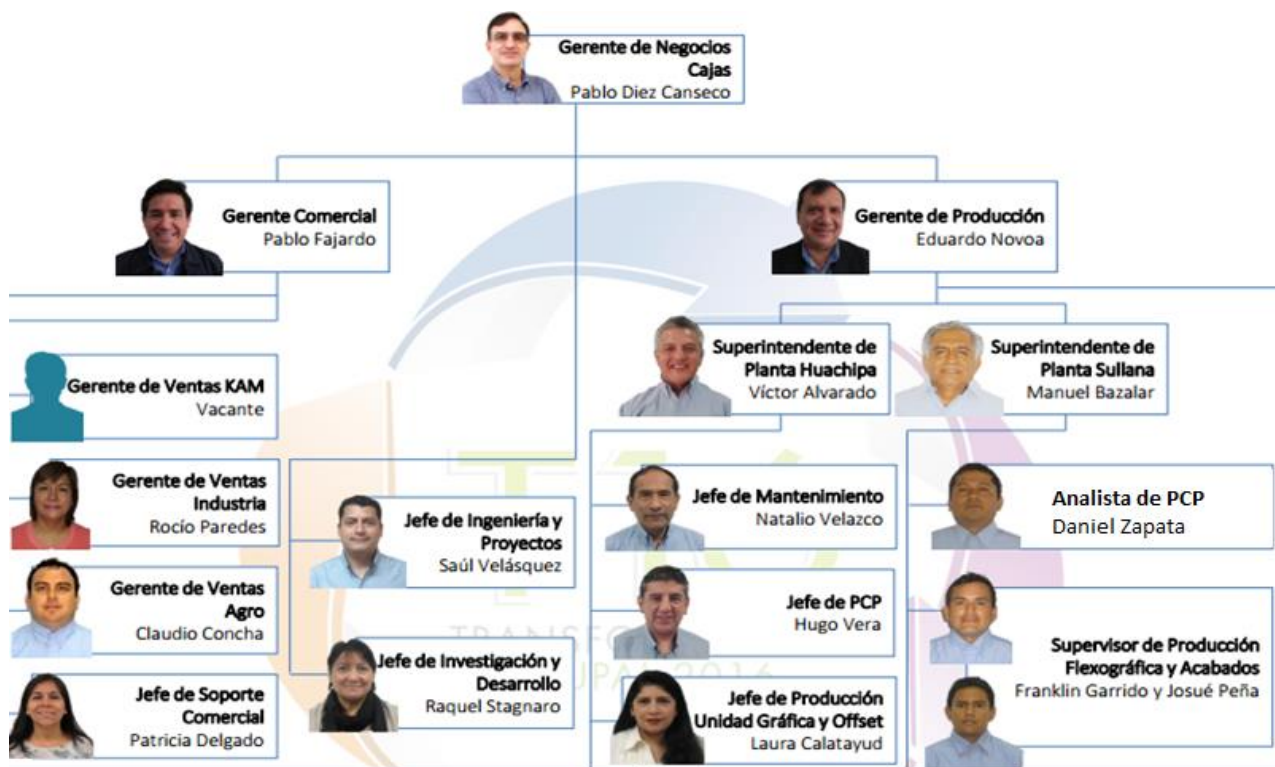 Gerente de Negocios
Cajas
Pablo Diez Canseco
Gerente Comercial
Pablo Fajardo
Gerente de Producción
Eduardo Novoa
Superintendente de
Planta Huachipa
Víctor Alvarado
Superintendente de
Planta Sullana
Manuel Bazalar
Gerente de Ventas KAM
Vacante
Gerente de Ventas
Industria
Rocío Paredes
Gerente de Ventas
Agro
Claudio Concha
Jefe de Soporte
Comercial
Patricia Delgado
Jefe de Ingeniería y
Proyectos
Saúl Velásquez
Jefe de Investigación y
Desarrollo
Raquel Stagnaro
Jefe de Mantenimiento
Natalio Velazco
Jefe de PCP
Hugo Vera
Jefe de Producción
Unidad Gráfica y Offset
Laura Calatayud
Analista de PCP
Daniel Zapata
Supervisor de Producción
Flexográfica y Acabados
Franklin Garrido y Josué Peña
2016